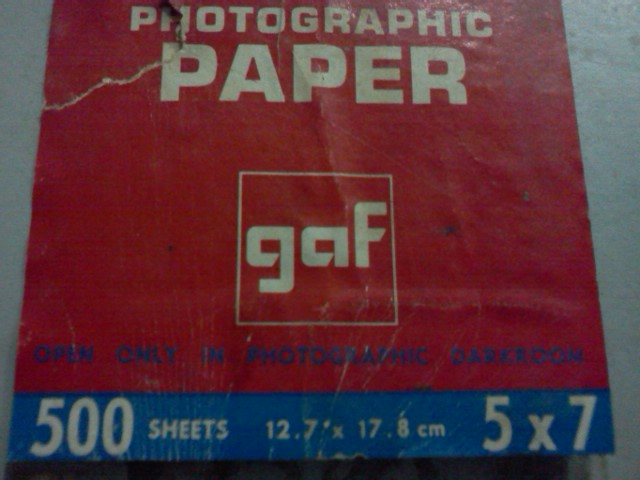 PHOTOGRAPHIC
PAPER
gaf
OPEN ONLY IN PHOTOGRAPHIC DARKROOM
500 SHEETS 12.7 x 17.8 cm 5 x 7